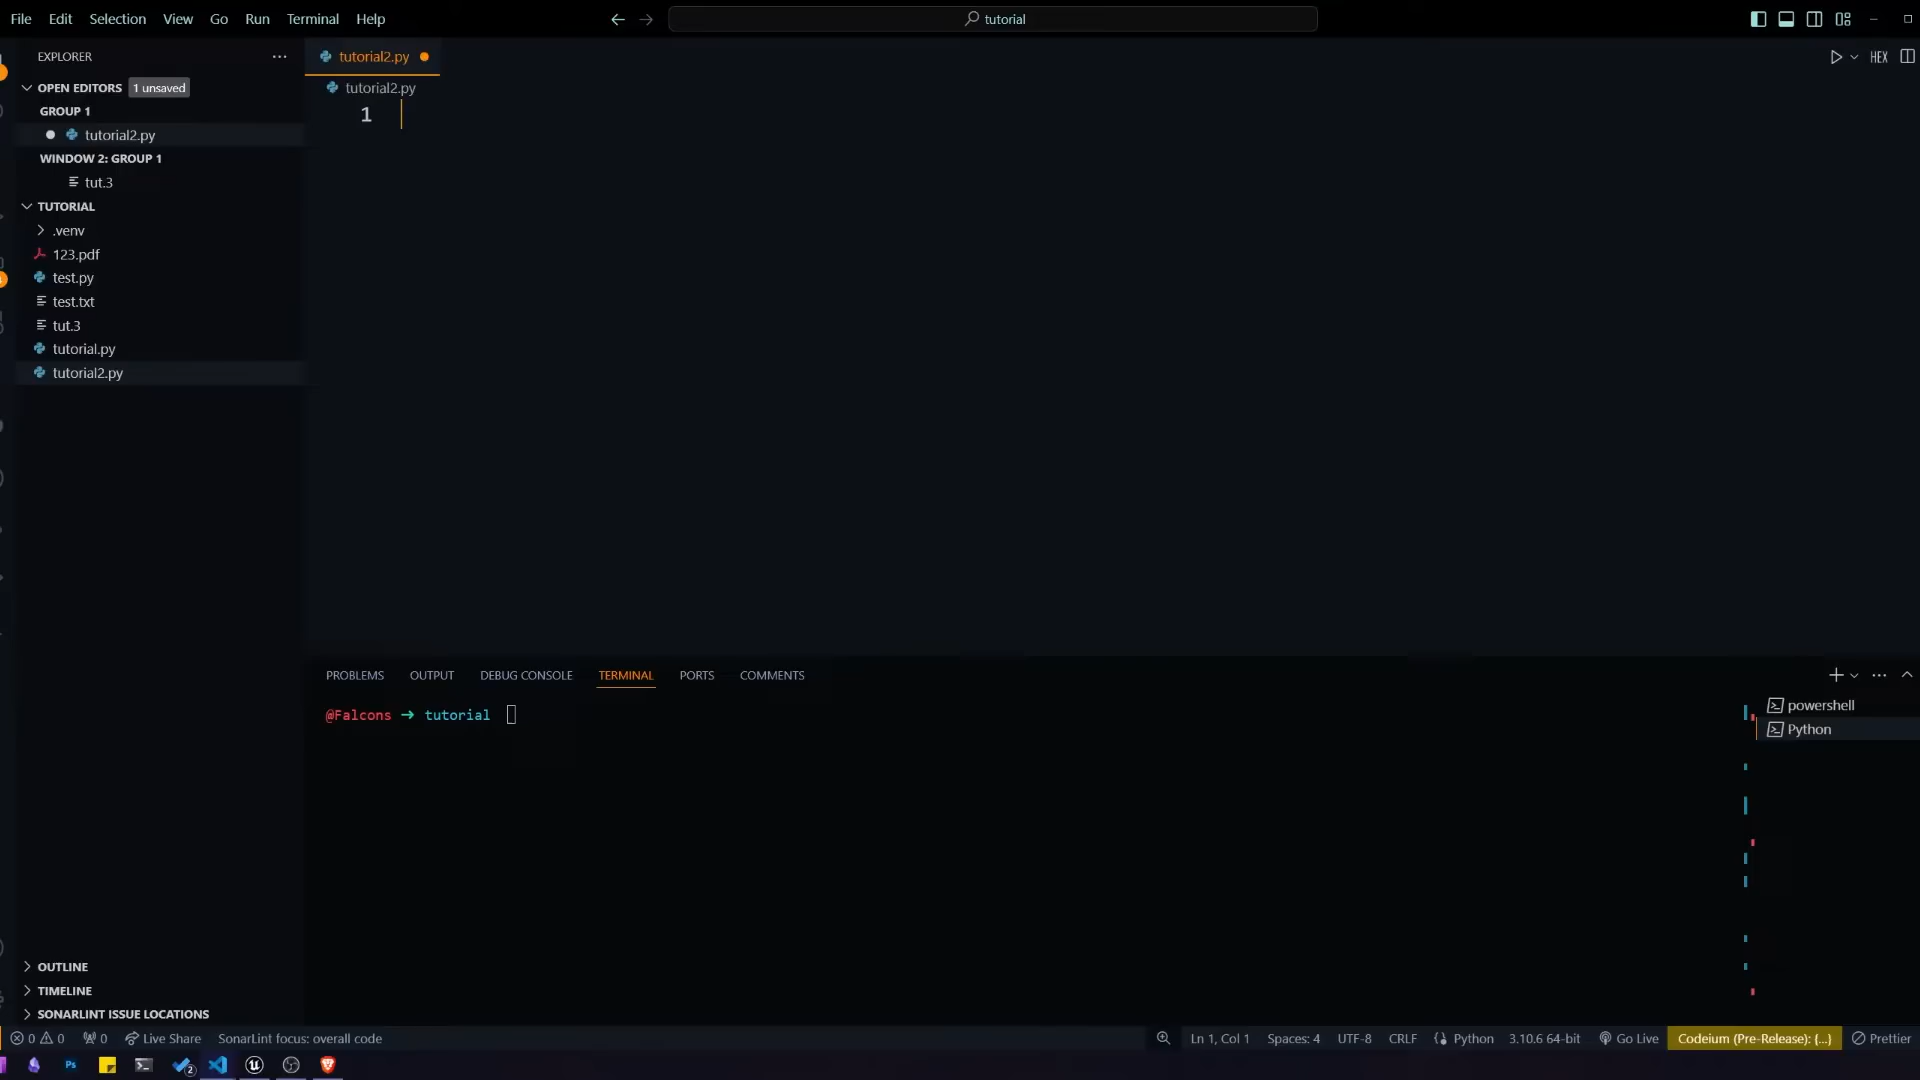 File Edit Selection View Go Run Terminal Help
tutorial
EXPLORER
OPEN EDITORS 1 unsaved
GROUP 1
tutorial2.py
WINDOW 2: GROUP 1
tut.3
TUTORIAL
.venv
123.pdf
test.py
test.txt
tut.3
tutorial.py
tutorial2.py
OUTLINE
TIMELINE
SONARLINT ISSUE LOCATIONS
tutorial2.py
HEX
tutorial2.py
1
PROBLEMS OUTPUT DEBUG CONSOLE TERMINAL PORTS COMMENTS
@Falcons → tutorial
powershell
Python
0 0 0 Live Share SonarLint focus: overall code Ln 1, Col 1 Spaces: 4 UTF-8 CRLF Python 3.10.6 64-bit Go Live Codeium (Pre-Release): {...} Prettier
Ps 2